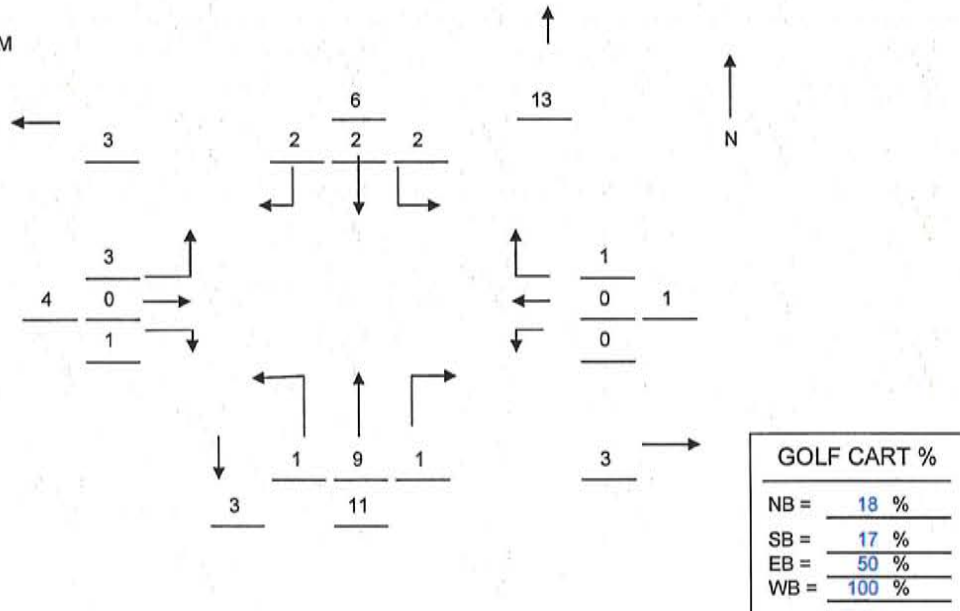 M
6
13
3
2 2 2
N
3
1
4 0
0 1
1
0
1 9 1
3
3
11
GOLF CART %
NB = 18 %
SB = 17 %
EB = 50 %
WB = 100 %